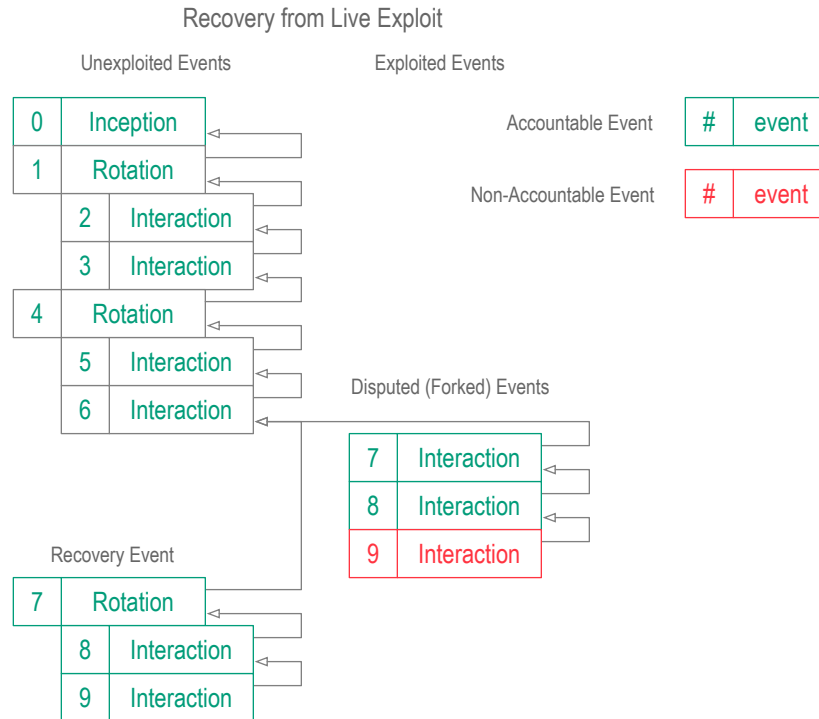 Recovery from Live Exploit
Unexploited Events
Exploited Events
0 Inception
1 Rotation
2 Interaction
3 Interaction
4 Rotation
5 Interaction
6 Interaction
Accountable Event # event
Non-Accountable Event # event
Disputed (Forked) Events
7 Interaction
8 Interaction
9 Interaction
Recovery Event
7 Rotation
8 Interaction
9 Interaction